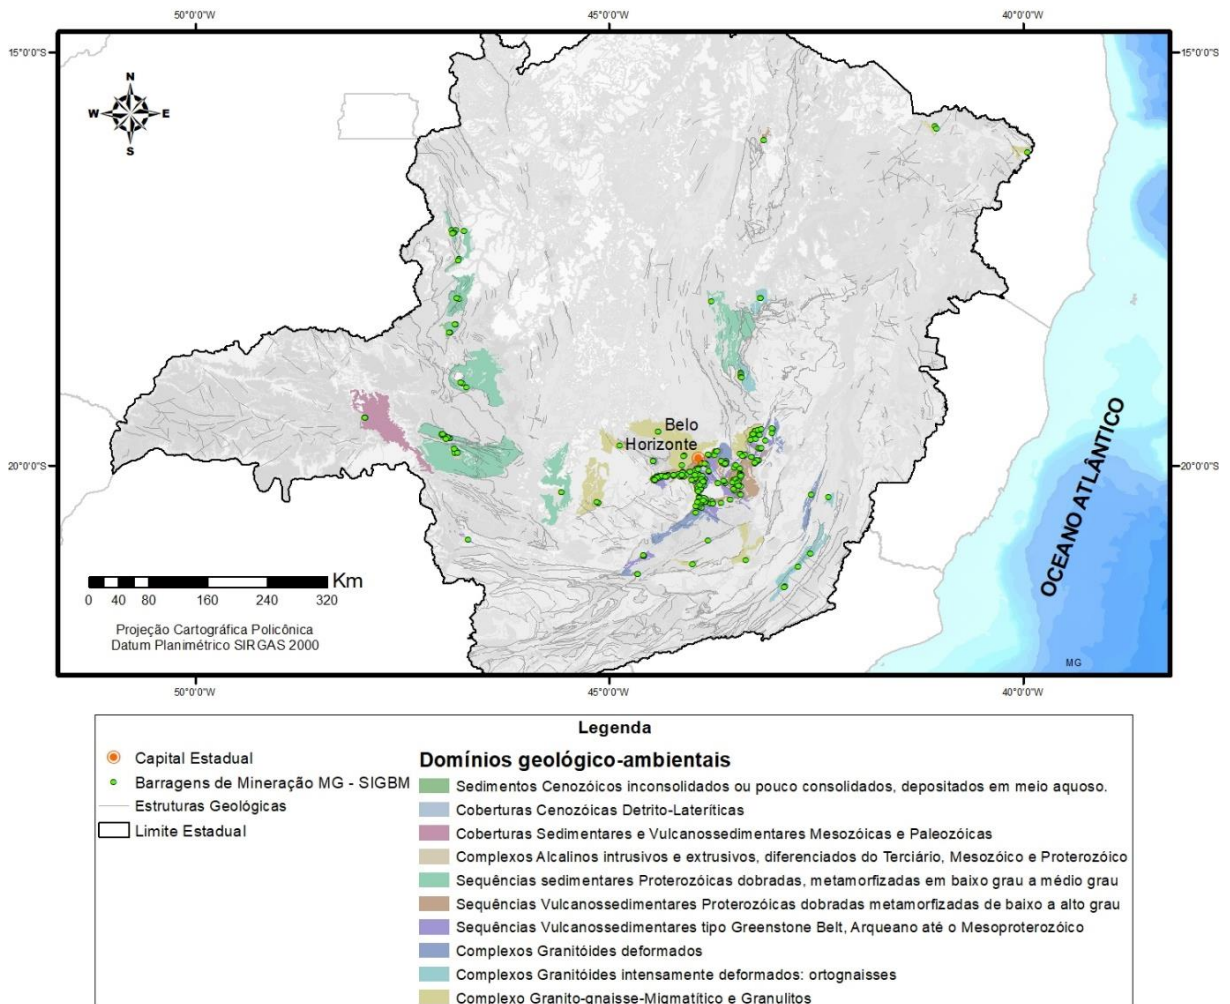 50°0'0"W 45°0'0"W 40°0'0"W
15°0'0"S 15°0'0"S
N
W E
S
Belo
Horizonte
20°0'0"S 20°0'0"S
OCEANO ATLÂNTICO
Km
0 40 80 160 240 320
Projeção Cartográfica Policônica
Datum Planimétrico SIRGAS 2000
MG
50°0'0"W 45°0'0"W 40°0'0"W
Legenda
Capital Estadual
Barragens de Mineração MG - SIGBM
Estruturas Geológicas
Limite Estadual
Domínios geológico-ambientais
Sedimentos Cenozóicos inconsolidados ou pouco consolidados, depositados em meio aquoso.
Coberturas Cenozóicas Detrito-Lateríticas
Coberturas Sedimentares e Vulcanossedimentares Mesozóicas e Paleozóicas
Complexos Alcalinos intrusivos e extrusivos, diferenciados do Terciário, Mesozóico e Proterozóico
Sequências sedimentares Proterozóicas dobradas, metamorfizadas em baixo grau a médio grau
Sequências Vulcanossedimentares Proterozóicas dobradas metamorfizadas de baixo a alto grau
Sequências Vulcanossedimentares tipo Greenstone Belt, Arqueano até o Mesoproterozóico
Complexos Granitóides deformados
Complexos Granitóides intensamente deformados: ortognaisses
Complexo Granito-gnaisse-Migmatítico e Granulitos